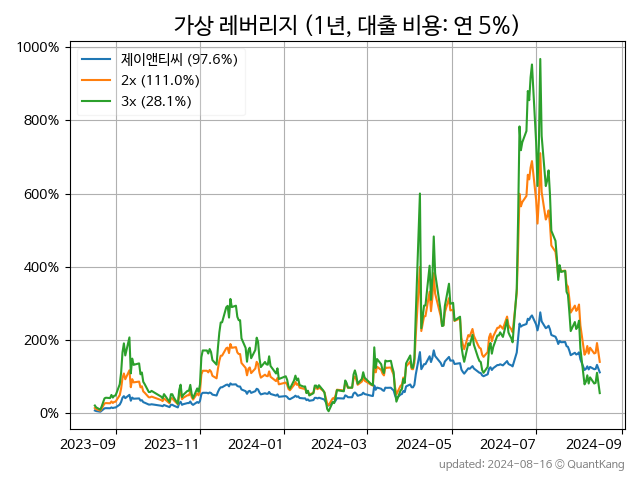 가상 레버리지 (1년, 대출 비용: 연 5%)
제이앤티씨 (97.6%)
2x (111.0%)
3x (28.1%)
1000%
800%
600%
400%
200%
0%
2023-09 2023-11 2024-01 2024-03 2024-05 2024-07 2024-09
updated: 2024-08-16 © QuantKang